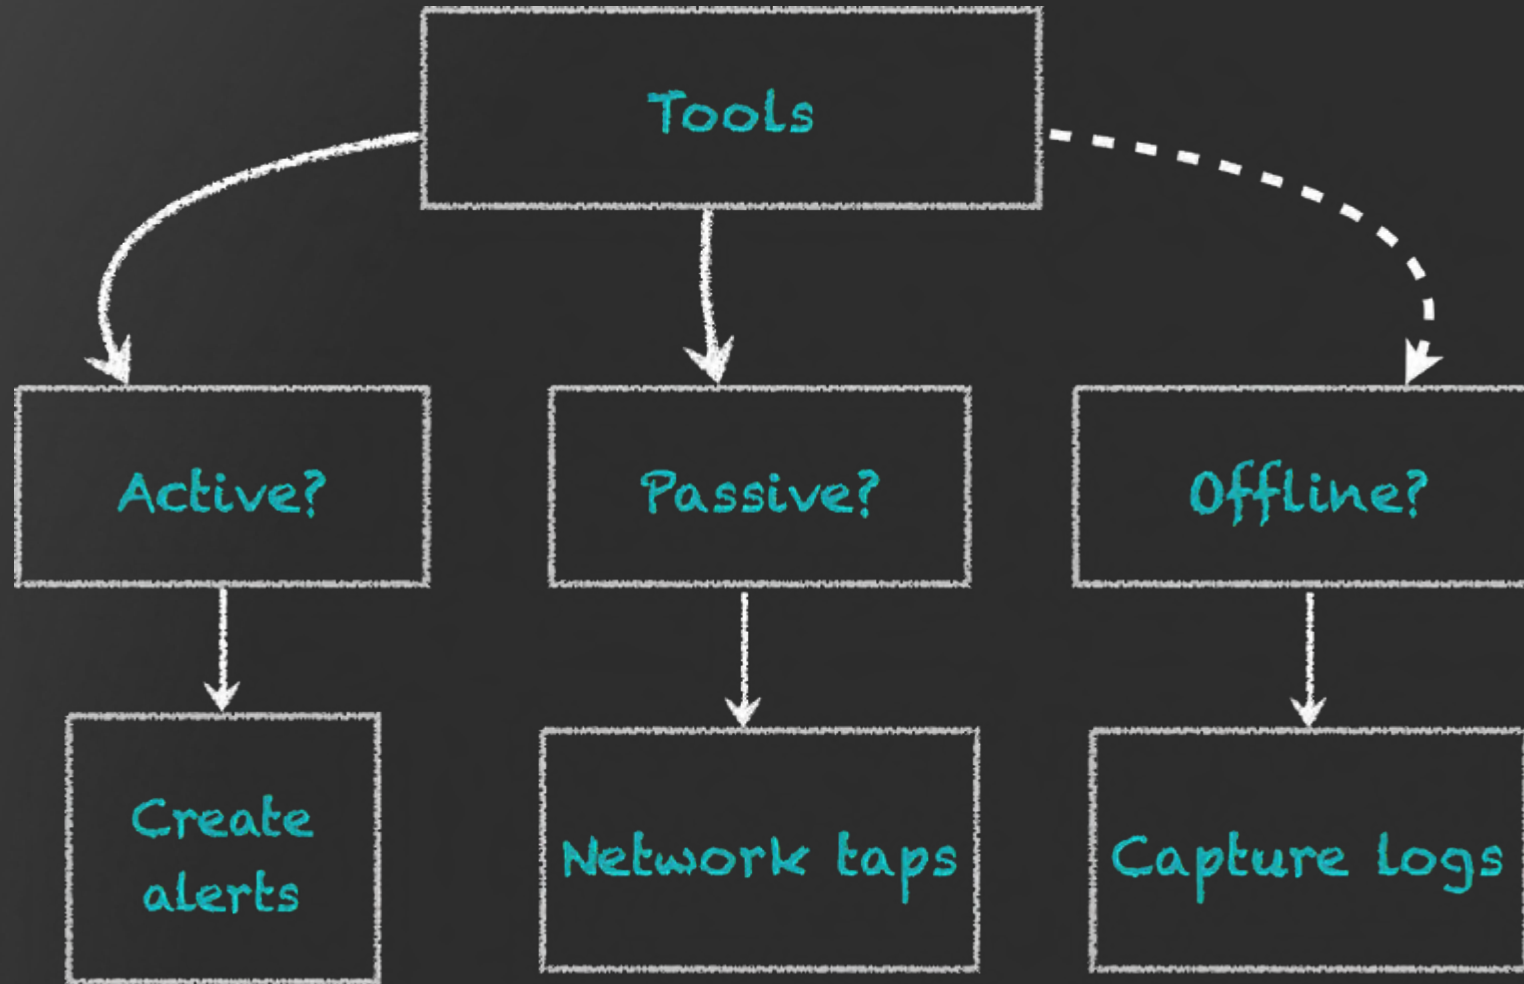 Tools
Active?
Passive?
Offline?
Create
alerts
Network taps
Capture logs